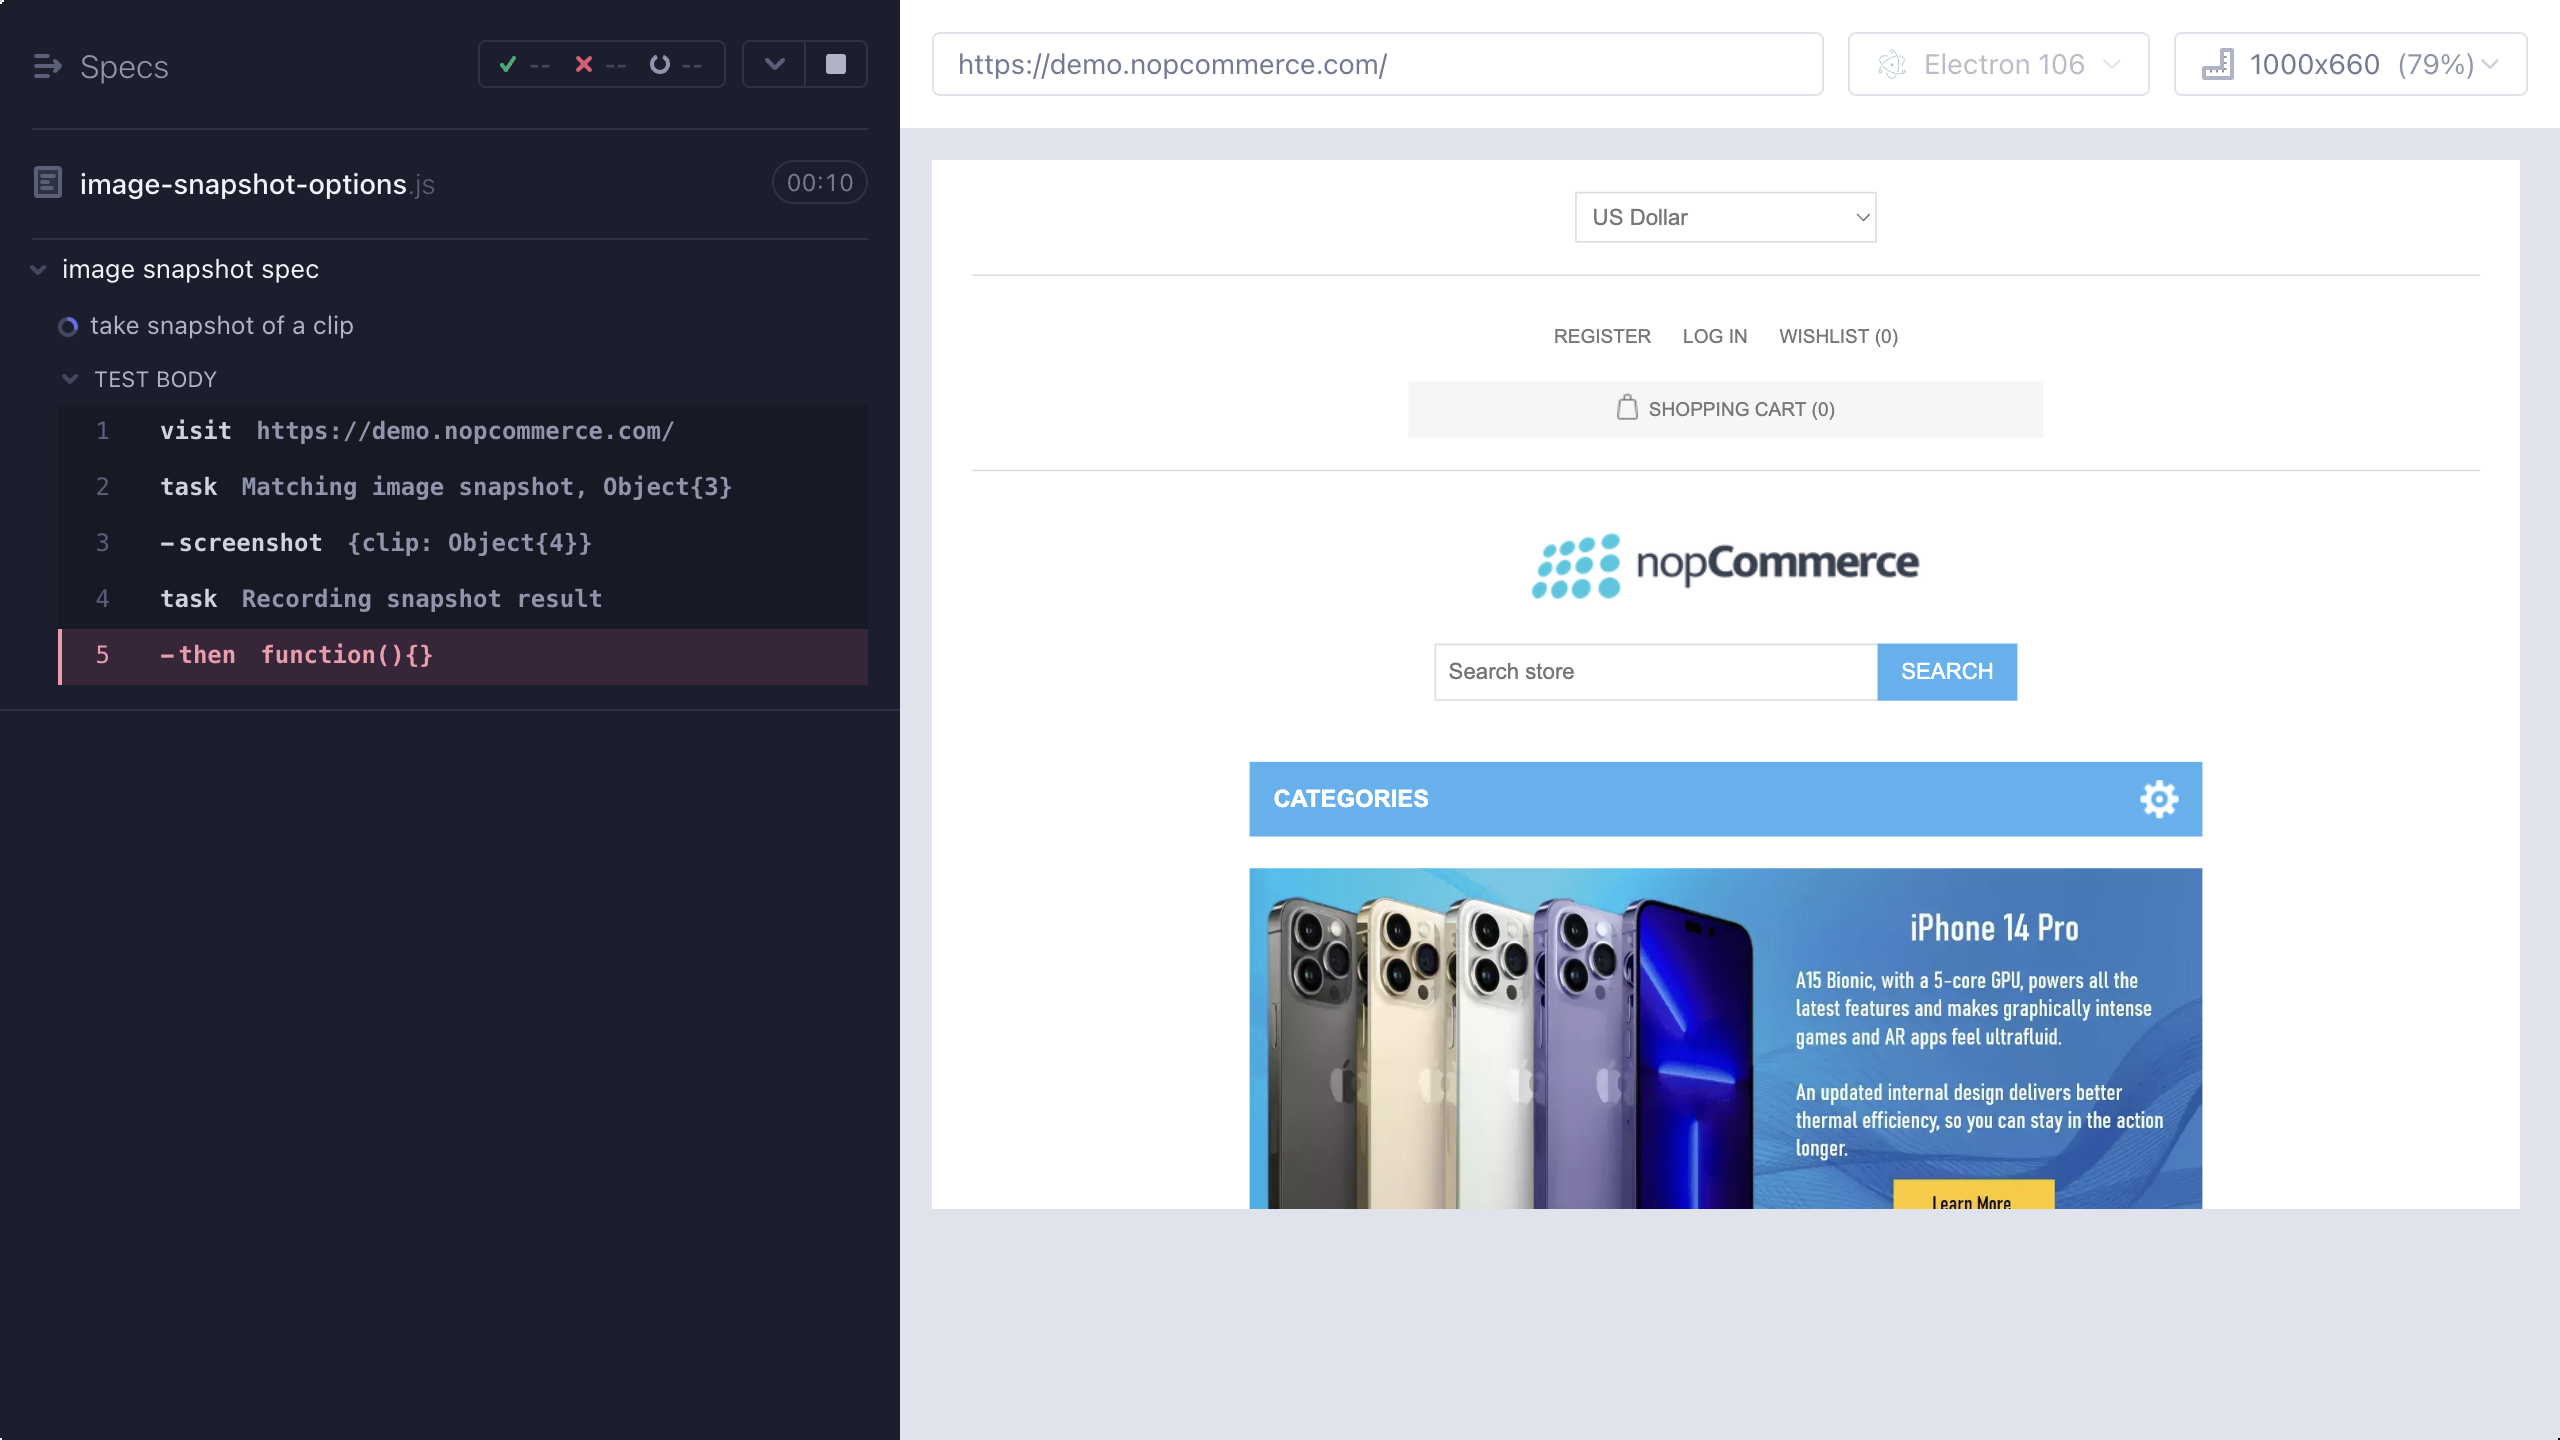 Specs
-- -- --
image-snapshot-options.js
00:10
image snapshot spec
take snapshot of a clip
TEST BODY
1 visit https://demo.nopcommerce.com/
2 task Matching image snapshot, Object{3}
3 -screenshot {clip: Object{4}}
4 task Recording snapshot result
5 -then function(){}
https://demo.nopcommerce.com/
Electron 106
1000x660 (79%)
US Dollar
REGISTER LOG IN WISHLIST (0)
SHOPPING CART (0)
nopCommerce
Search store
SEARCH
CATEGORIES
iPhone 14 Pro
A15 Bionic, with a 5-core GPU, powers all the
latest features and makes graphically intense
games and AR apps feel ultrafluid.
An updated internal design delivers better
thermal efficiency, so you can stay in the action
longer.
Learn More